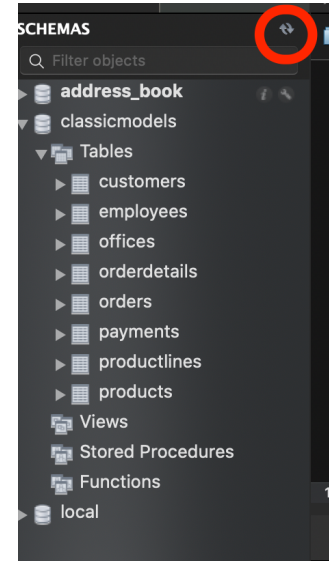 SCHEMAS
Filter objects
address_book
classicmodels
Tables
customers
employees
offices
orderdetails
orders
payments
productlines
products
Views
Stored Procedures
Functions
local